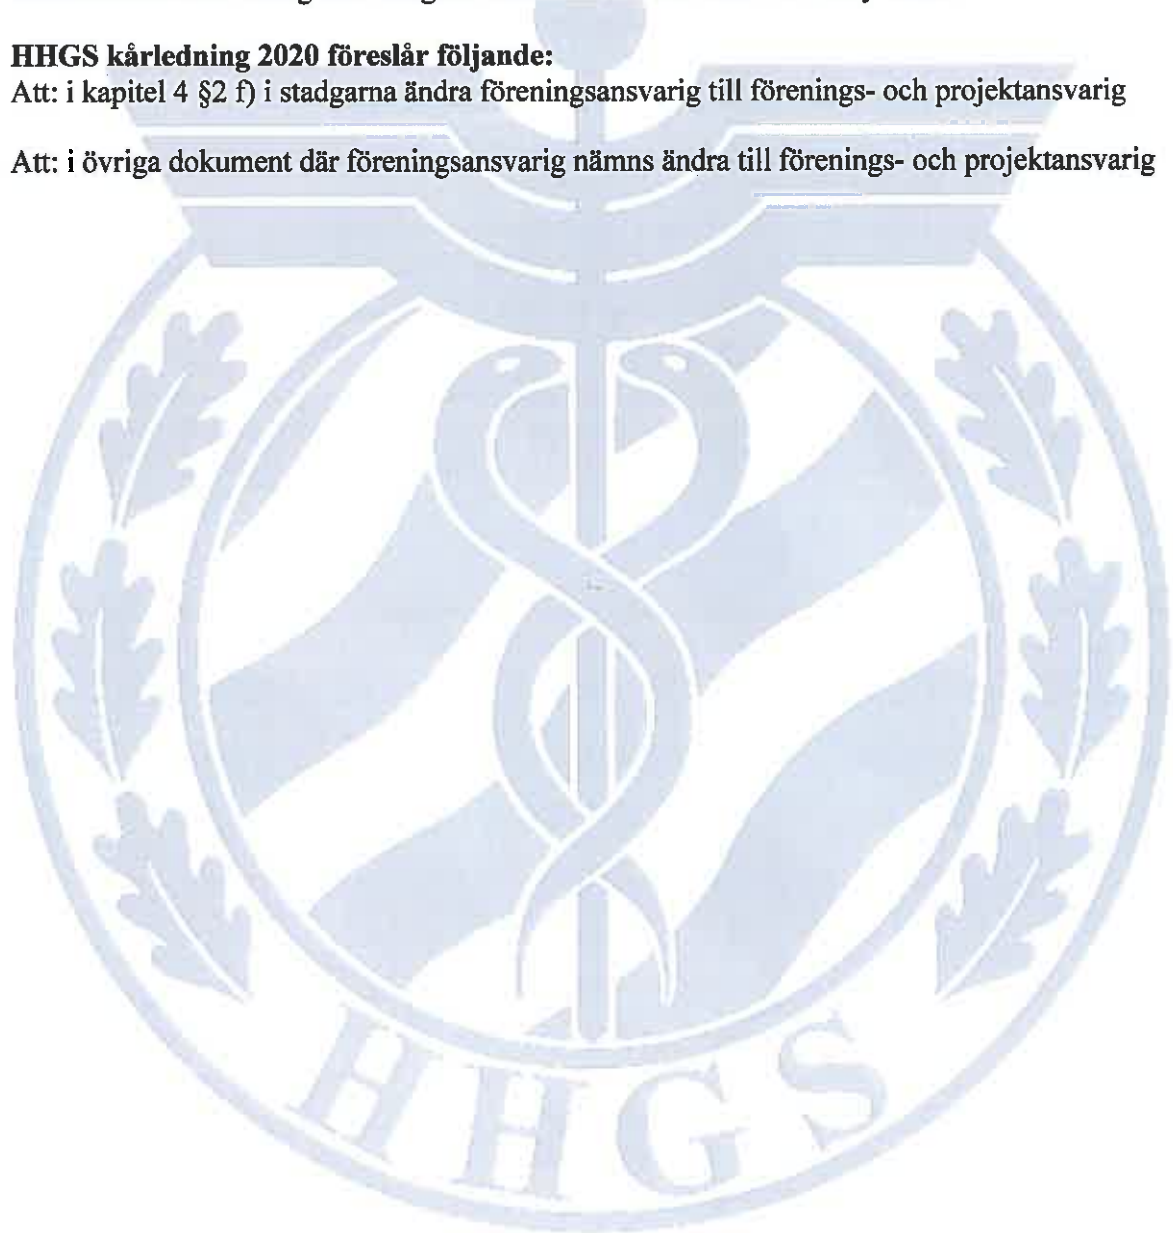 HHGS kårledning 2020 föreslår följande:
Att: i kapitel 4 §2 f) i stadgarna ändra föreningsansvarig till förenings- och projektansvarig
Att: i övriga dokument där föreningsansvarig nämns ändra till förenings- och projektansvarig
HHGS